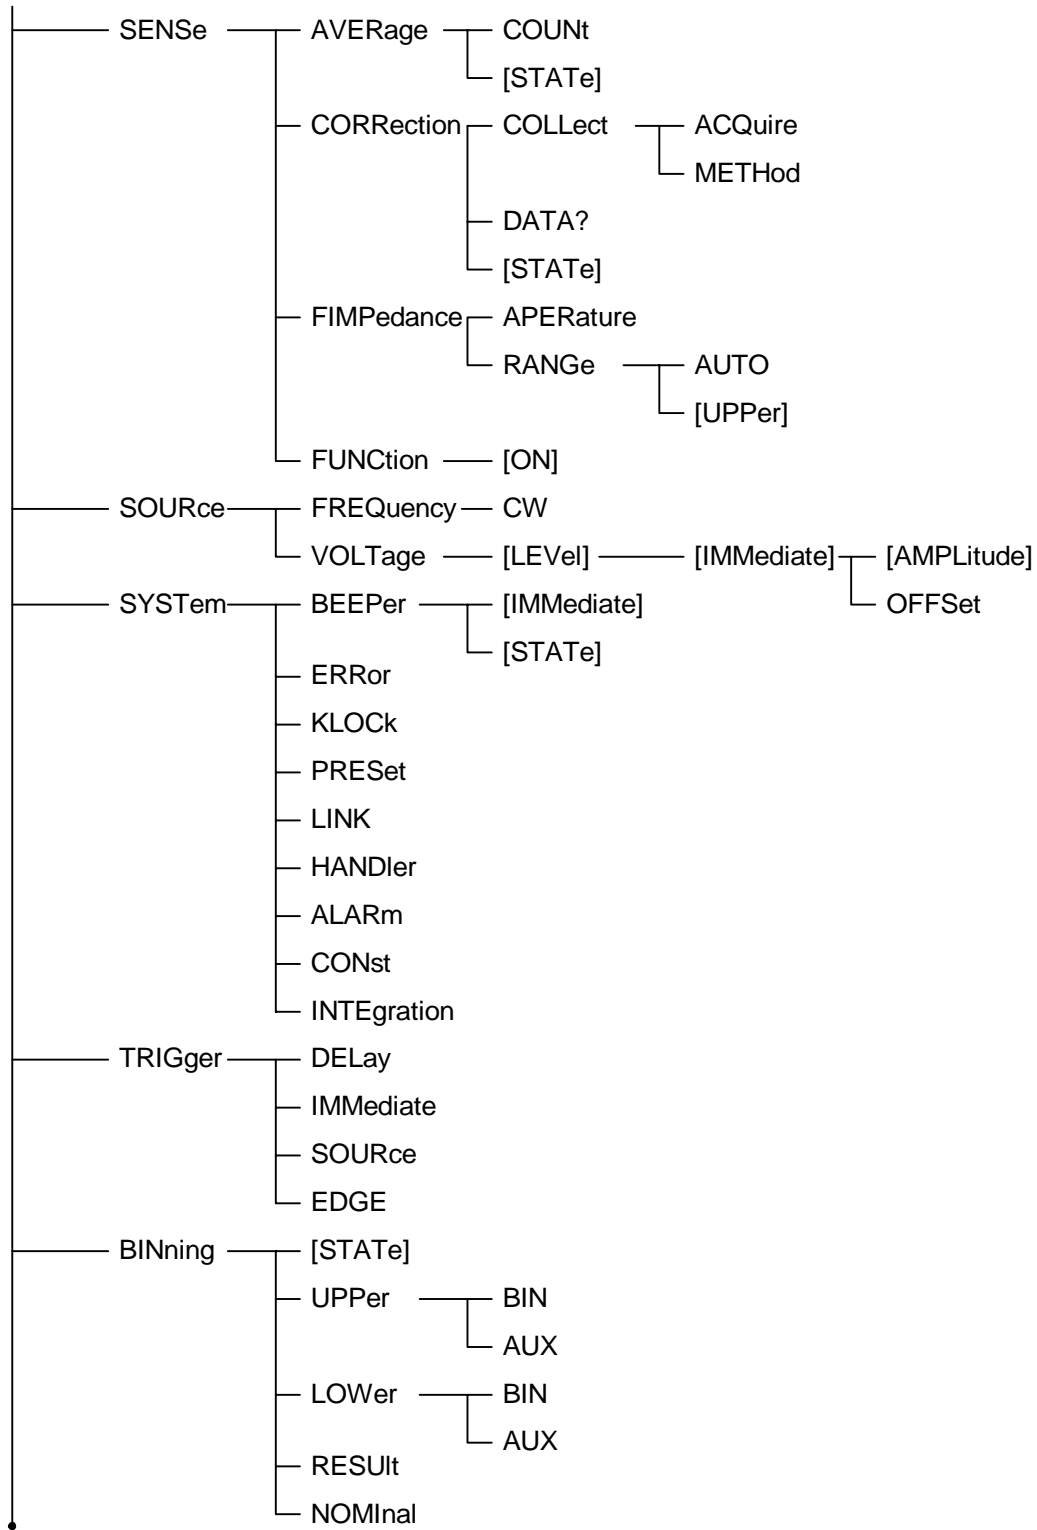 SENSe AVERage COUNt
[STATe]
CORRection COLLect ACQuire
METHod
DATA?
[STATe]
FIMPedance APERature
RANGe AUTO
[UPPer]
FUNCtion [ON]
SOURce FREQuency CW
VOLTage [LEVel] [IMMediate] [AMPLitude]
SYSTem BEEPer [IMMediate] OFFSet
[STATe]
ERRor
KLOCk
PRESet
LINK
HANDler
ALARm
CONst
INTEgration
TRIGger DELay
IMMediate
SOURce
EDGE
BINning [STATe]
UPPer BIN
AUX
LOWer BIN
AUX
RESUlt
NOMInal